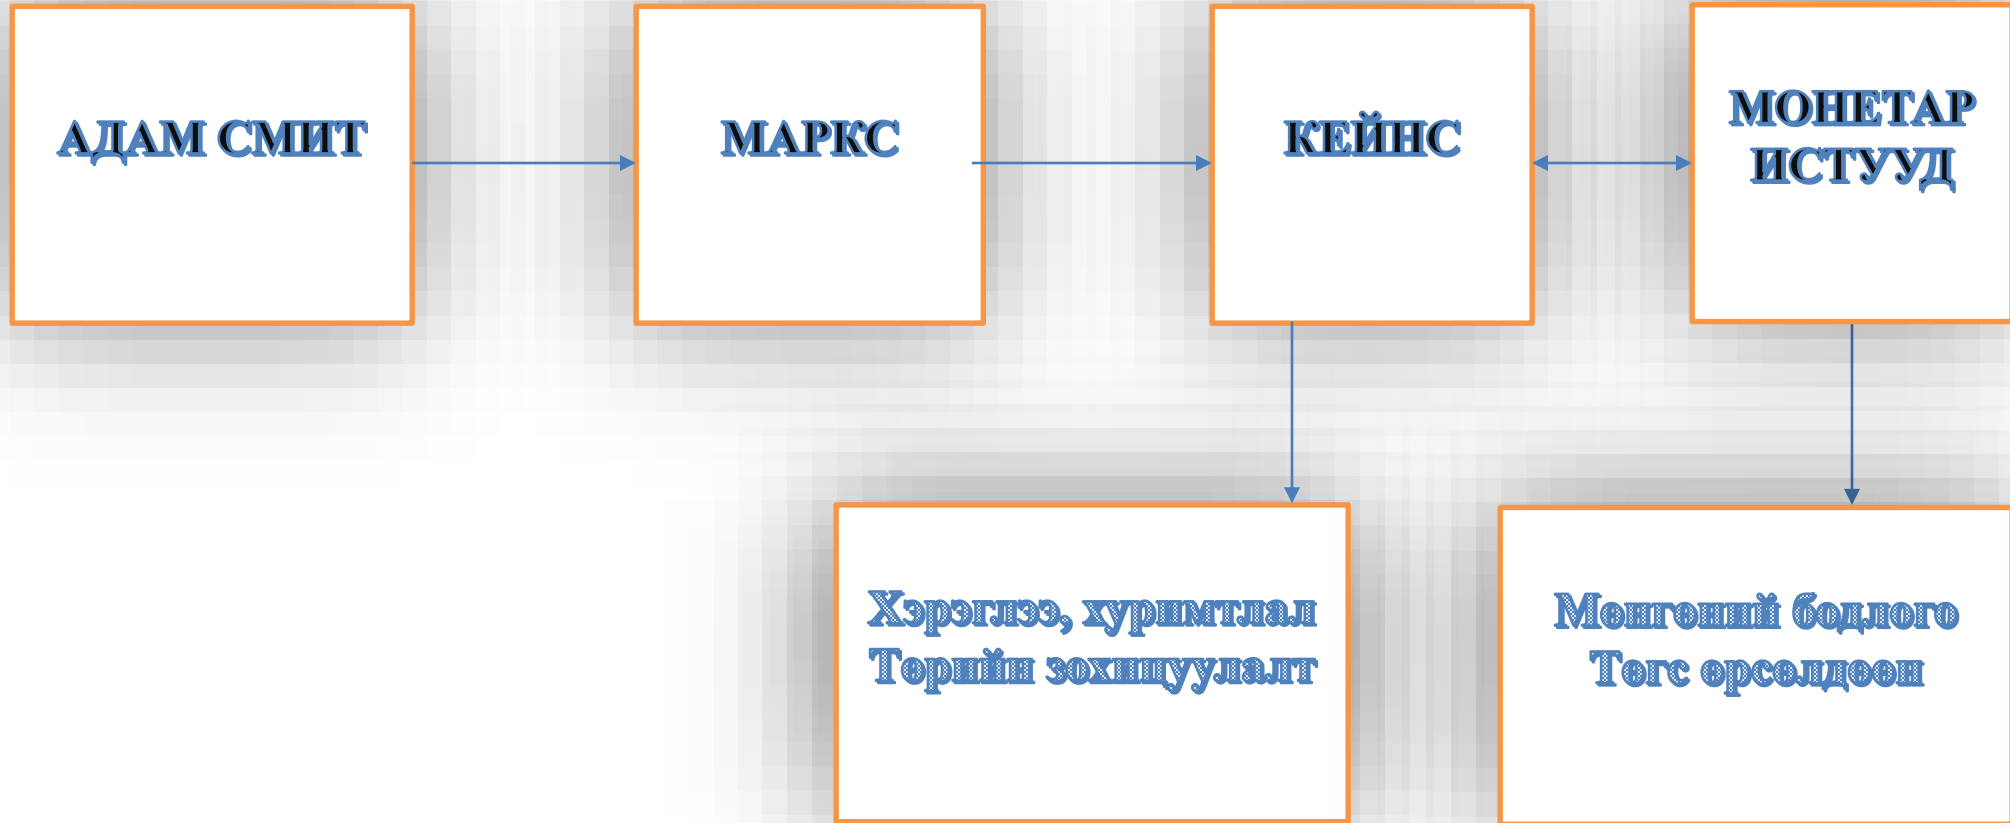 АДАМ СМИТ
МАРКС
КЕЙНС
МОНЕТАР
ИСТУУД
Хэрэглээ, хуримтлал
Төрийн зохицуулалт
Мөнгөний бодлого
Төгс өрсөлдөөн